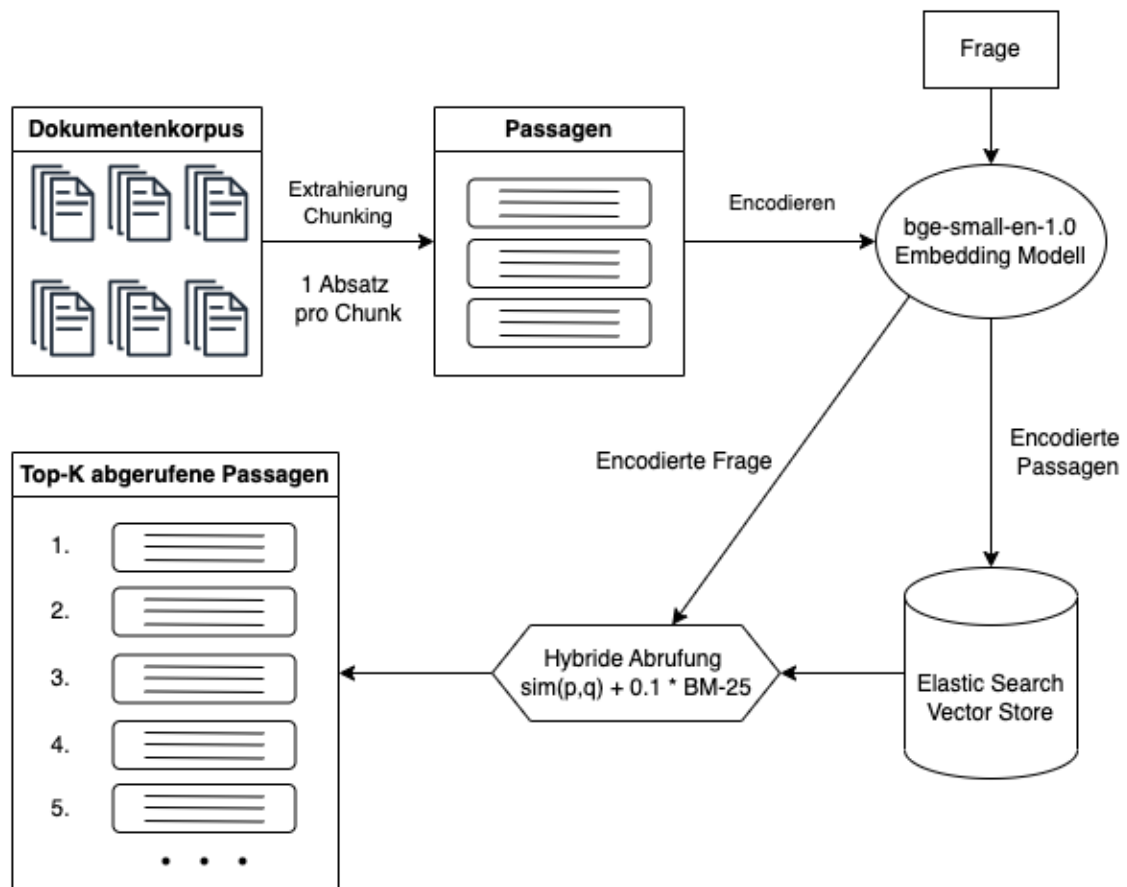 Frage
Dokumentenkorpus
Extrahierung
Chunking
1 Absatz
pro Chunk
Passagen
Encodieren
bge-small-en-1.0
Embedding Modell
Encodierte Frage
Encodierte
Passagen
Top-K abgerufene Passagen
1.
2.
3.
4.
5.
Hybride Abrufung
sim(p,q) + 0.1 * BM-25
Elastic Search
Vector Store